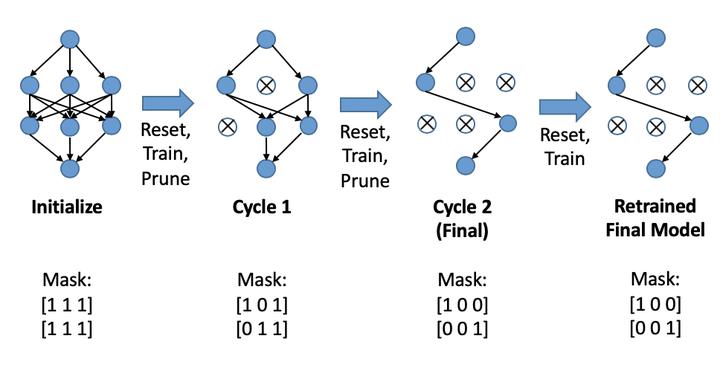 Reset,
Train,
Prune
Reset,
Train,
Prune
Reset,
Train
Initialize
Cycle 1
Cycle 2
(Final)
Retrained
Final Model
Mask:
[1 1 1]
[1 1 1]
Mask:
[1 0 1]
[0 1 1]
Mask:
[1 0 0]
[0 0 1]
Mask:
[1 0 0]
[0 0 1]